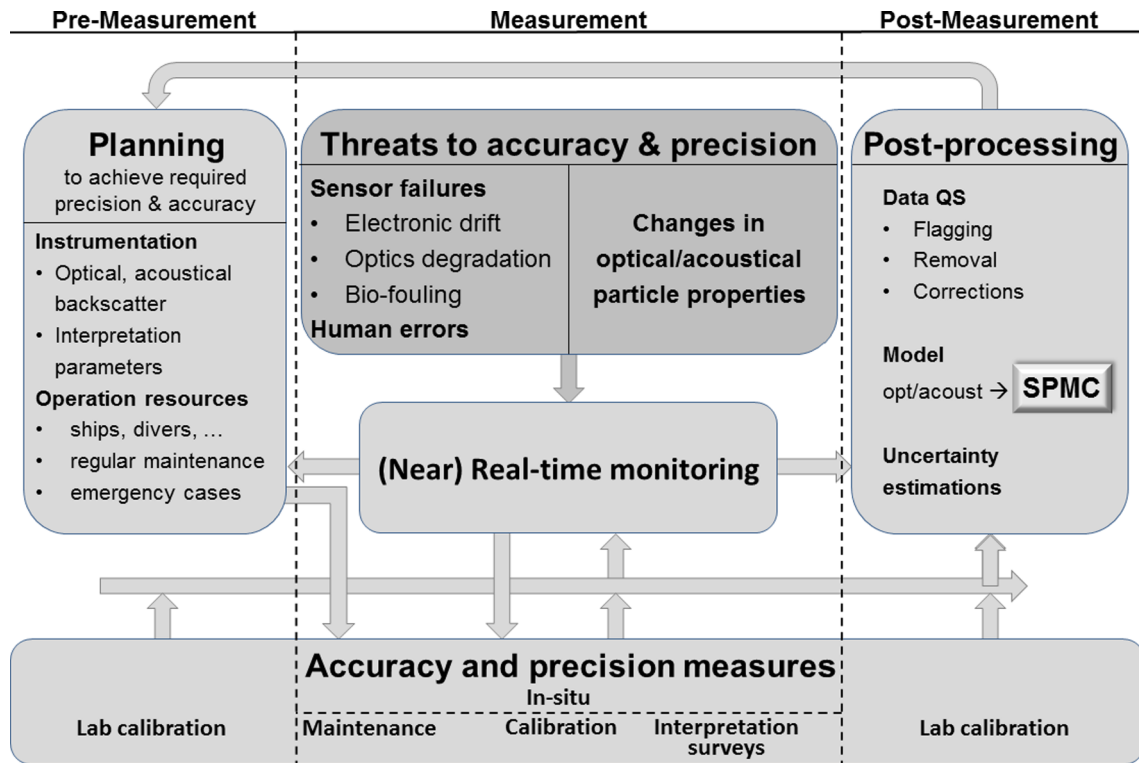 Pre-Measurement
Measurement
Post-Measurement
Planning
to achieve required
precision & accuracy
Instrumentation
• Optical, acoustical
backscatter
• Interpretation
parameters
Operation resources
• ships, divers, …
• regular maintenance
• emergency cases
Threats to accuracy & precision
Sensor failures
• Electronic drift
• Optics degradation
• Bio-fouling
Human errors
Changes in
optical/acoustical
particle properties
(Near) Real-time monitoring
Post-processing
Data QS
• Flagging
• Removal
• Corrections
Model
opt/acoust → SPMC
Uncertainty
estimations
Accuracy and precision measures
In-situ
Lab calibration
Maintenance
Calibration
Interpretation
surveys
Lab calibration